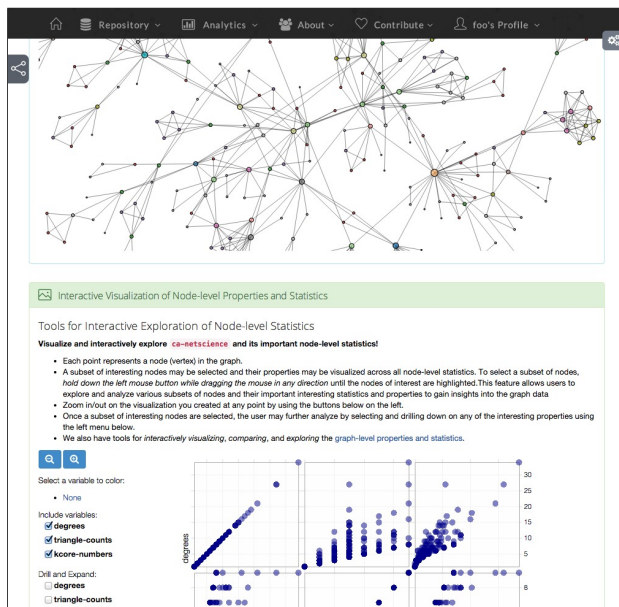 Repository Analytics About Contribute foo's Profile
Interactive Visualization of Node-level Properties and Statistics
Tools for Interactive Exploration of Node-level Statistics
Visualize and interactively explore ca-netscience and its important node-level statistics!
• Each point represents a node (vertex) in the graph.
• A subset of interesting nodes may be selected and their properties may be visualized across all node-level statistics. To select a subset of nodes,
hold down the left mouse button while dragging the mouse in any direction until the nodes of interest are highlighted.This feature allows users to
explore and analyze various subsets of nodes and their important interesting statistics and properties to gain insights into the graph data
• Zoom in/out on the visualization you created at any point by using the buttons below on the left.
• Once a subset of interesting nodes are selected, the user may further analyze by selecting and drilling down on any of the interesting properties using
the left menu below.
• We also have tools for interactively visualizing, comparing, and exploring the graph-level properties and statistics.
Select a variable to color:
• None
Include variables:
degrees
triangle-counts
kcore-numbers
Drill and Expand:
degrees
triangle-counts
degrees
30
25
20
15
10
5
8